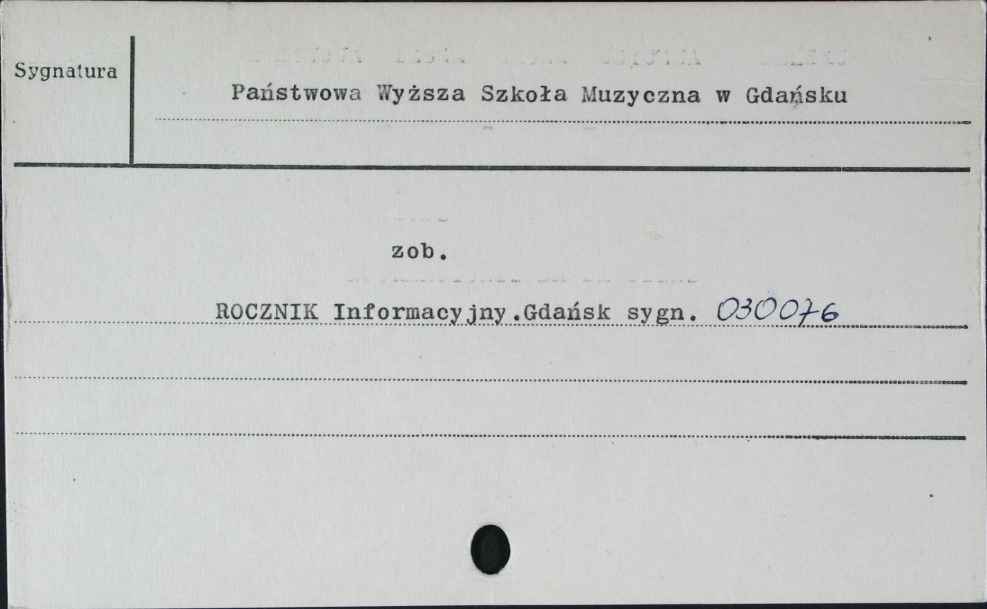 Sygnatura
Państwowa Wyższa Szkoła Muzyczna w Gdańsku
zob.
ROCZNIK Informacyjny.Gdańsk sygn. 030076